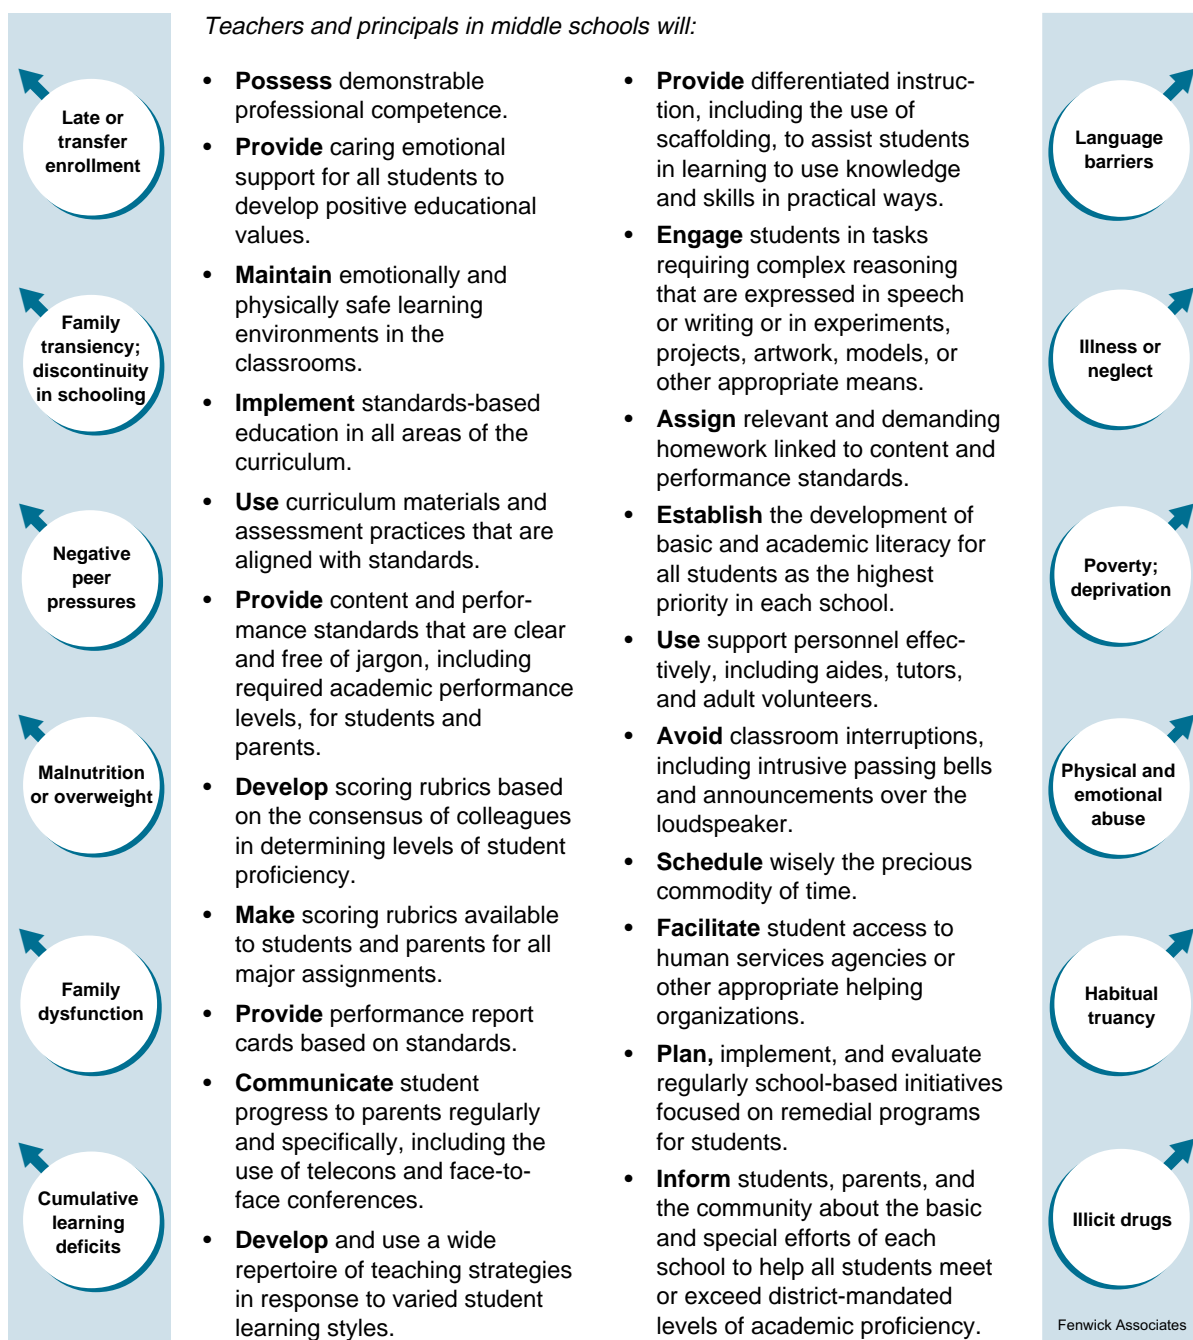 Teachers and principals in middle schools will:
Late or
transfer
enrollment
Family
transiency;
discontinuity
in schooling
Negative
peer
pressures
Malnutrition
or overweight
Family
dysfunction
Cumulative
learning
deficits
• Possess demonstrable
professional competence.
• Provide caring emotional
support for all students to
develop positive educational
values.
• Maintain emotionally and
physically safe learning
environments in the
classrooms.
• Implement standards-based
education in all areas of the
curriculum.
• Use curriculum materials and
assessment practices that are
aligned with standards.
• Provide content and perfor-
mance standards that are clear
and free of jargon, including
required academic performance
levels, for students and
parents.
• Develop scoring rubrics based
on the consensus of colleagues
in determining levels of student
proficiency.
• Make scoring rubrics available
to students and parents for all
major assignments.
• Provide performance report
cards based on standards.
• Communicate student
progress to parents regularly
and specifically, including the
use of telecons and face-to-
face conferences.
• Develop and use a wide
repertoire of teaching strategies
in response to varied student
learning styles.
• Provide differentiated instruc-
tion, including the use of
scaffolding, to assist students
in learning to use knowledge
and skills in practical ways.
• Engage students in tasks
requiring complex reasoning
that are expressed in speech
or writing or in experiments,
projects, artwork, models, or
other appropriate means.
• Assign relevant and demanding
homework linked to content and
performance standards.
• Establish the development of
basic and academic literacy for
all students as the highest
priority in each school.
• Use support personnel effec-
tively, including aides, tutors,
and adult volunteers.
• Avoid classroom interruptions,
including intrusive passing bells
and announcements over the
loudspeaker.
• Schedule wisely the precious
commodity of time.
• Facilitate student access to
human services agencies or
other appropriate helping
organizations.
• Plan, implement, and evaluate
regularly school-based initiatives
focused on remedial programs
for students.
• Inform students, parents, and
the community about the basic
and special efforts of each
school to help all students meet
or exceed district-mandated
levels of academic proficiency.
Language
barriers
Illness or
neglect
Poverty;
deprivation
Physical and
emotional
abuse
Habitual
truancy
Illicit drugs
Fenwick Associates